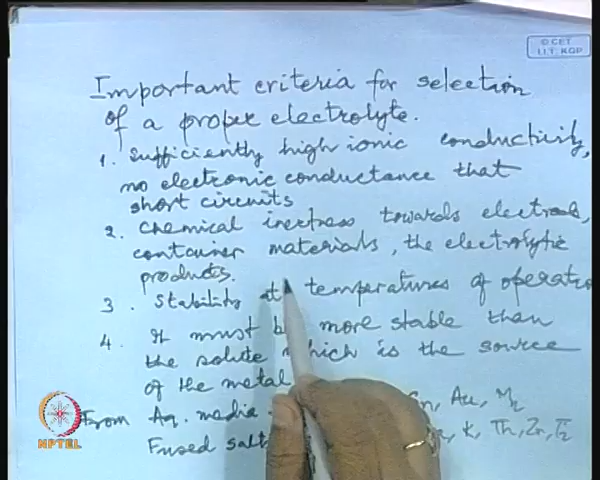 © CET
I.I.T. KGP
Important criteria for selection
of a proper electrolyte.
1. Sufficiently high ionic conductivity,
no electronic conductance that
short circuits
2. Chemical inertness towards electrode,
container materials, the electrolytic
products.
3. Stability at temperatures of operatio
4. It must be more stable than
the solute which is the source
of the metal
From Aq. media Au,
Fused salt K, Th, Zr,
NPTEL